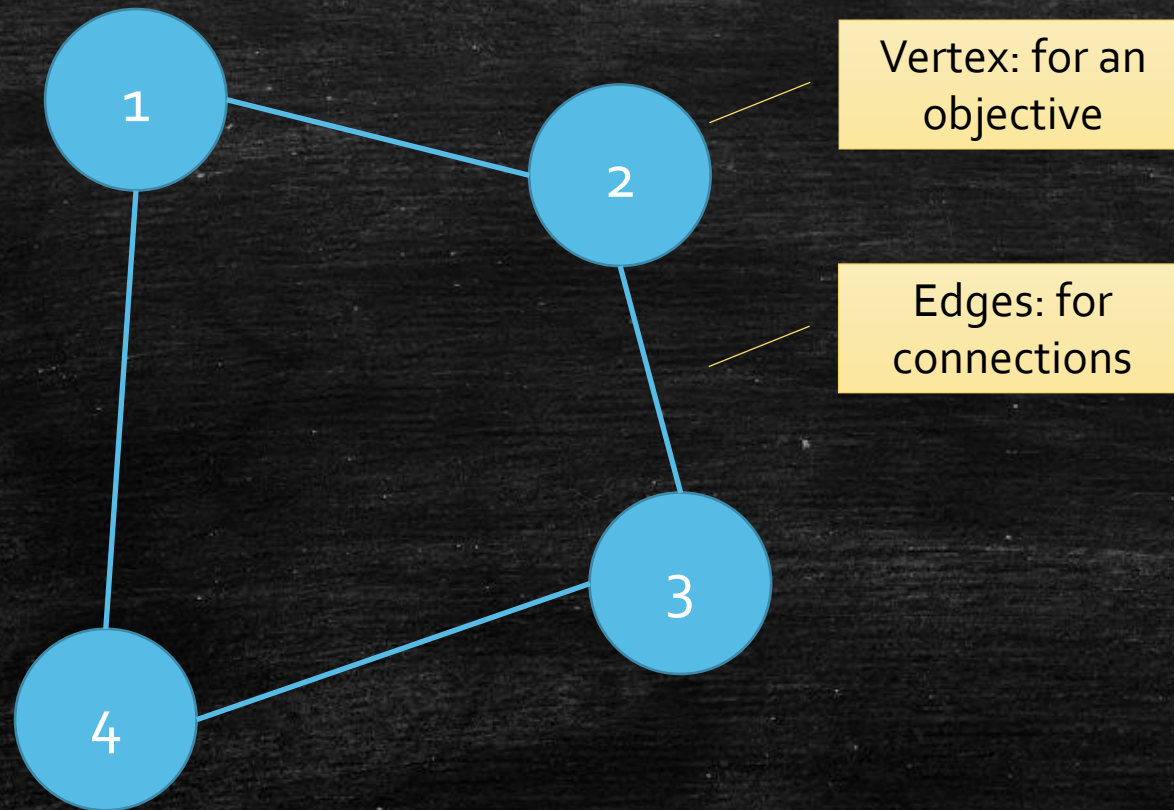 1
2
Vertex: for an
objective
Edges: for
connections
3
4